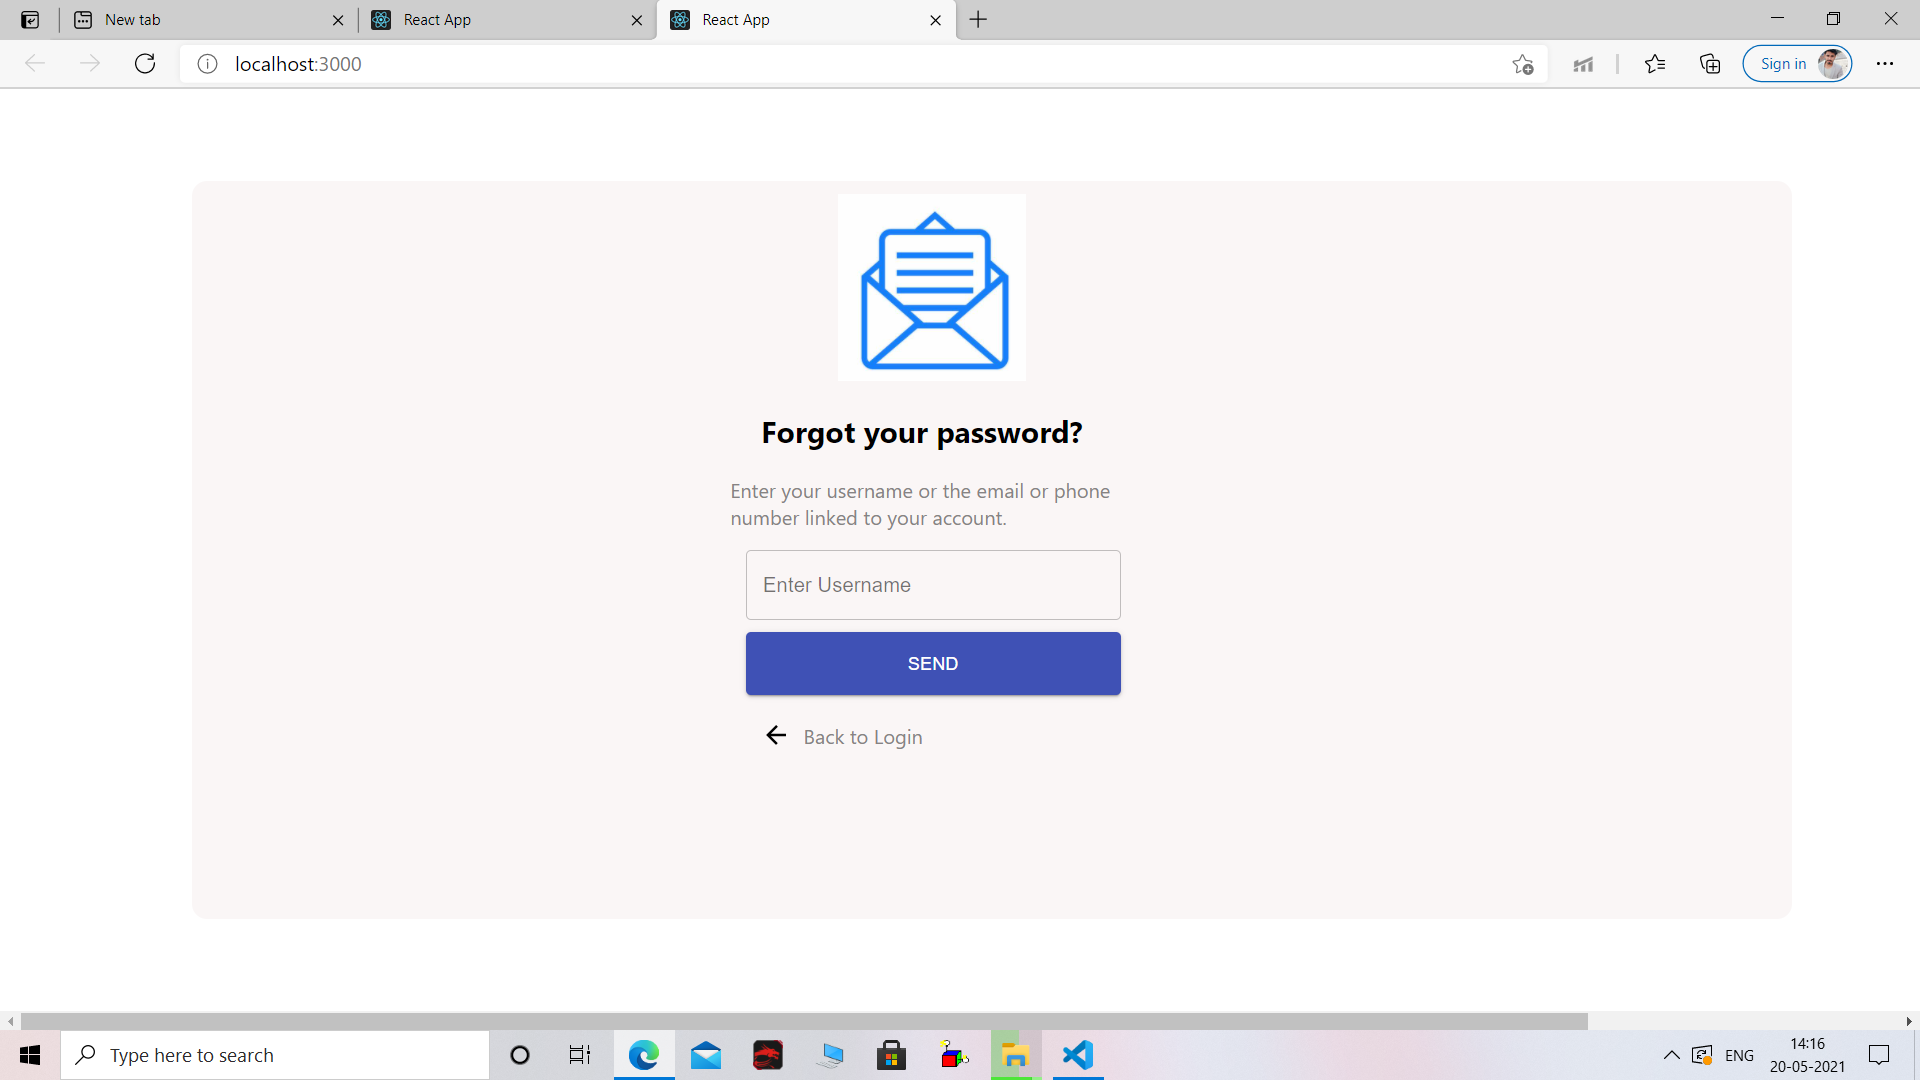 New tab
React App
React App
localhost:3000
Sign in
Forgot your password?
Enter your username or the email or phone
number linked to your account.
Enter Username
SEND
Back to Login
Type here to search
ENG
14:16
20-05-2021